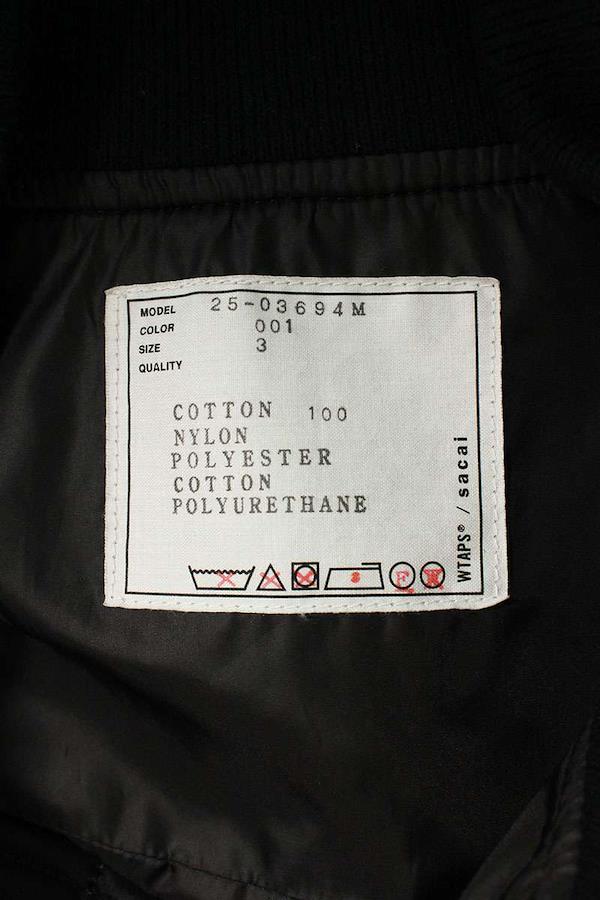 MODEL 25-03694M
COLOR 001
SIZE 3
QUALITY
COTTON 100
NYLON
POLYESTER
COTTON
POLYURETHANE
WTAPS® / sacai
F